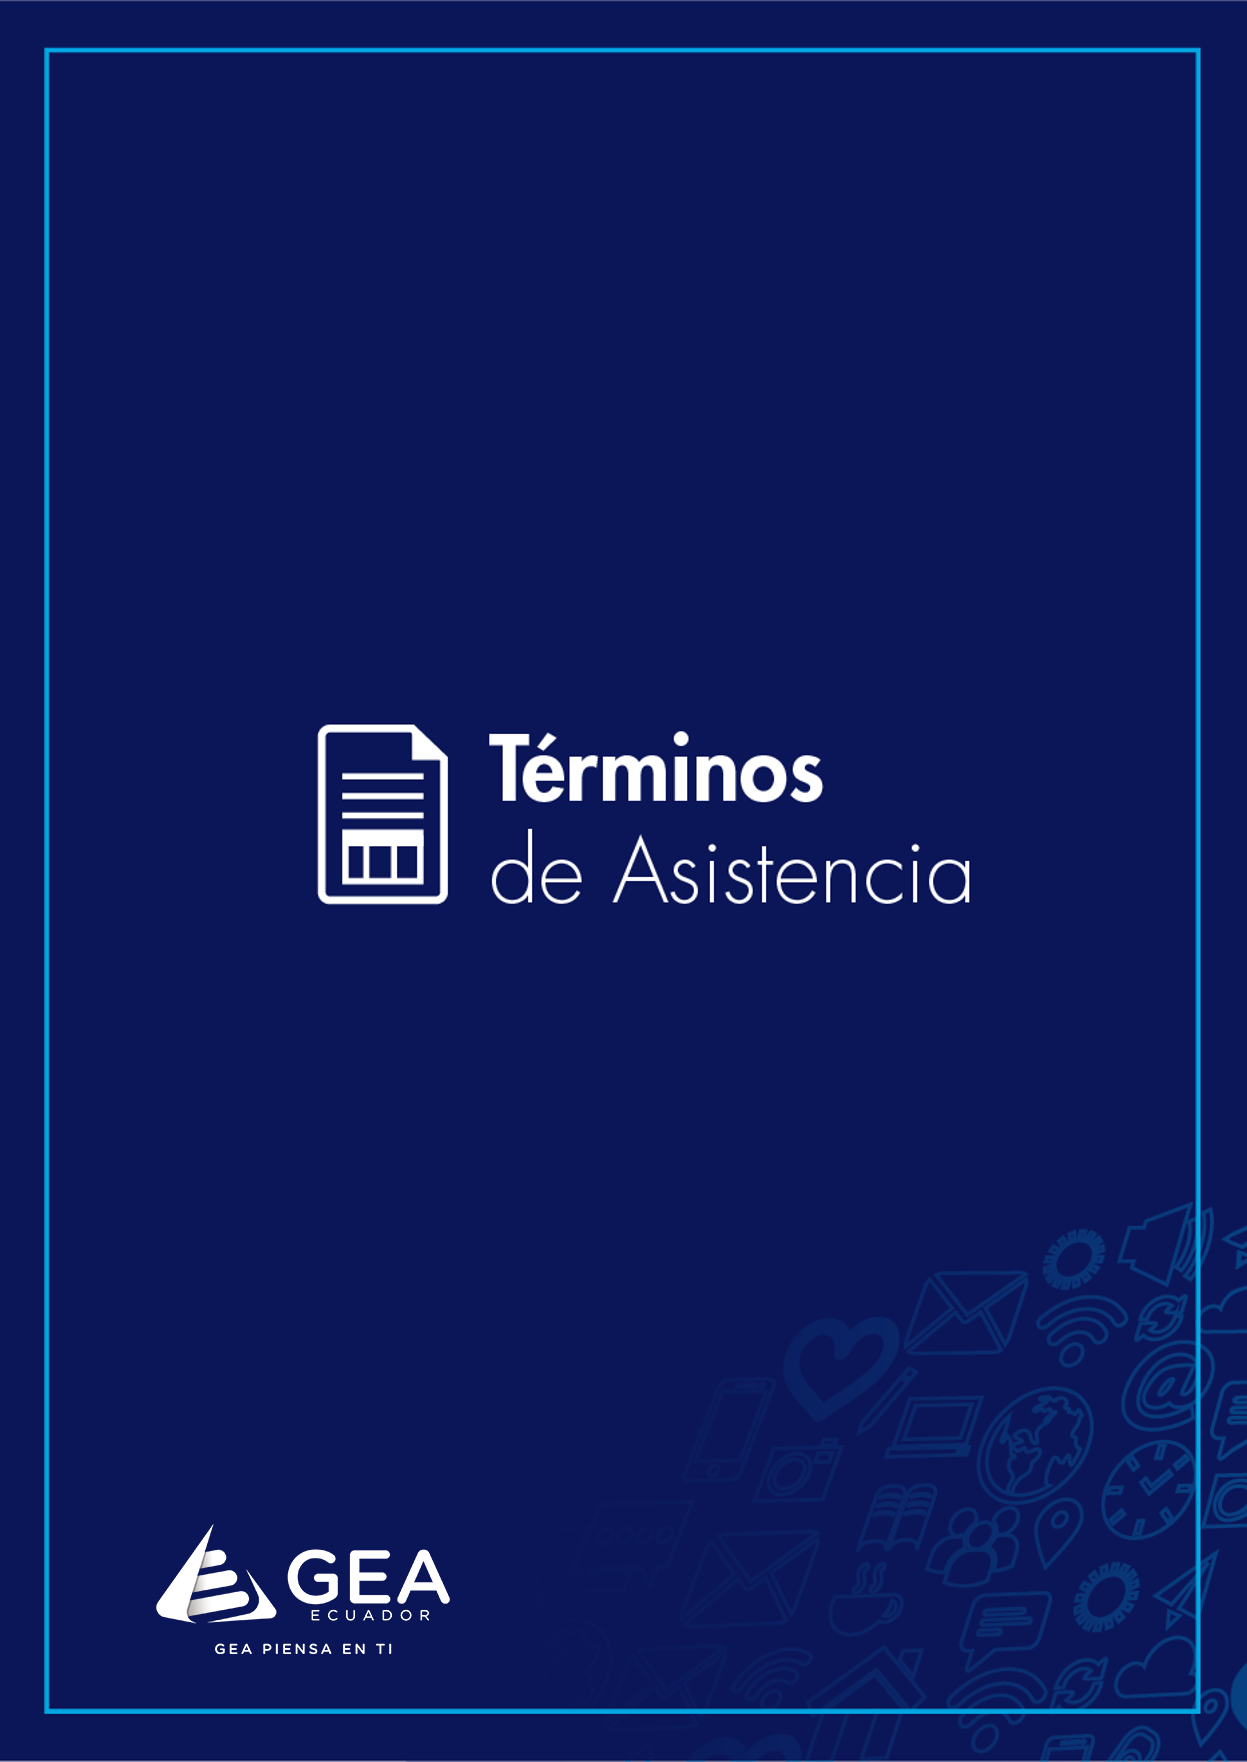 Términos
de Asistencia
GEA
ECUADOR
GEA PIENSA EN TI